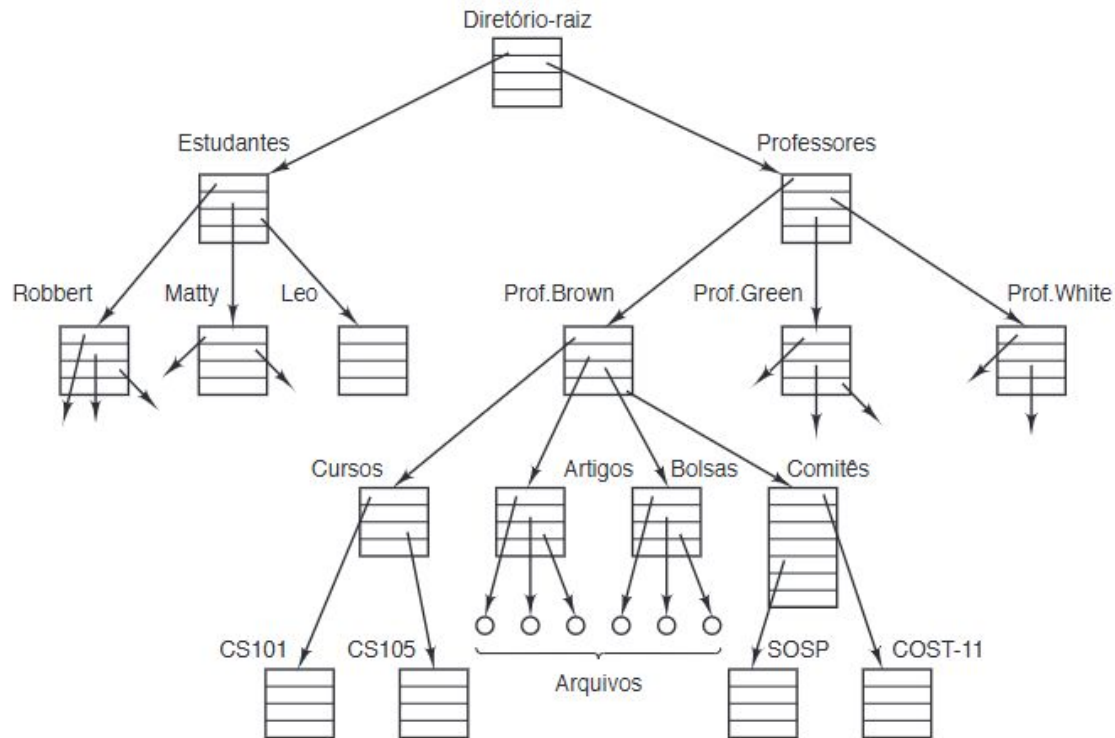 Diretório-raiz
Estudantes
Professores
Robbert
Matty
Leo
Prof.Brown
Prof.Green
Prof.White
Cursos
Artigos
Bolsas
Comitês
CS101
CS105
SOSP
COST-11
Arquivos